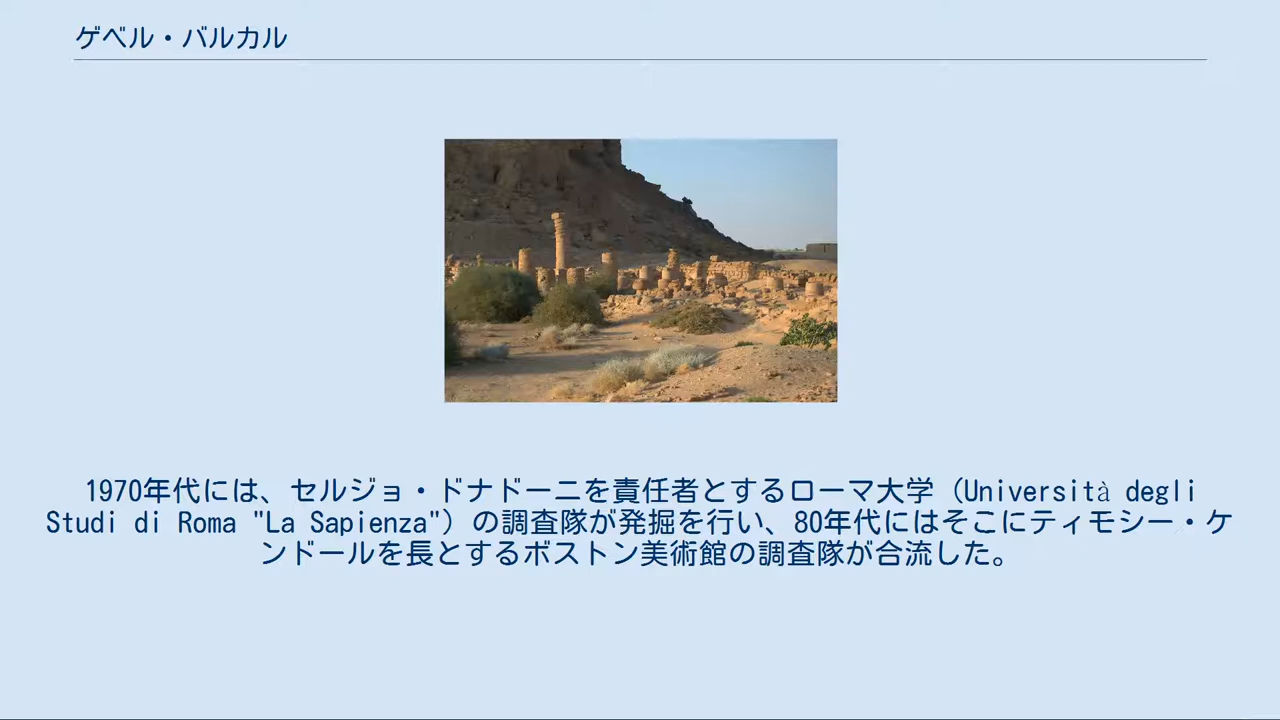 ゲベル・バルカル
1970年代には、セルジョ・ドナドーニを責任者とするローマ大学（Università degli
Studi di Roma "La Sapienza"）の調査隊が発掘を行い、80年代にはそこにティモシー・ケ
ンドールを長とするボストン美術館の調査隊が合流した。